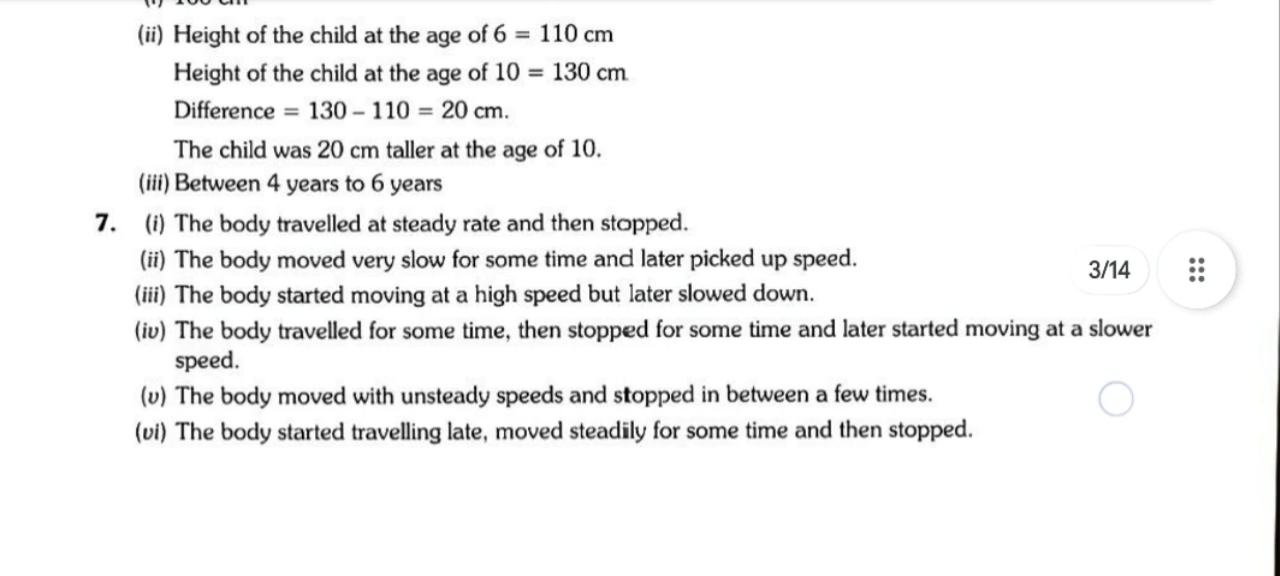 (ii) Height of the child at the age of 6 = 110 cm
Height of the child at the age of 10 = 130 cm
Difference = 130 – 110 = 20 cm.
The child was 20 cm taller at the age of 10.
(iii) Between 4 years to 6 years
7. (i) The body travelled at steady rate and then stopped.
(ii) The body moved very slow for some time and later picked up speed.
3/14
(iii) The body started moving at a high speed but later slowed down.
(iv) The body travelled for some time, then stopped for some time and later started moving at a slower
speed.
(v) The body moved with unsteady speeds and stopped in between a few times.
(vi) The body started travelling late, moved steadily for some time and then stopped.